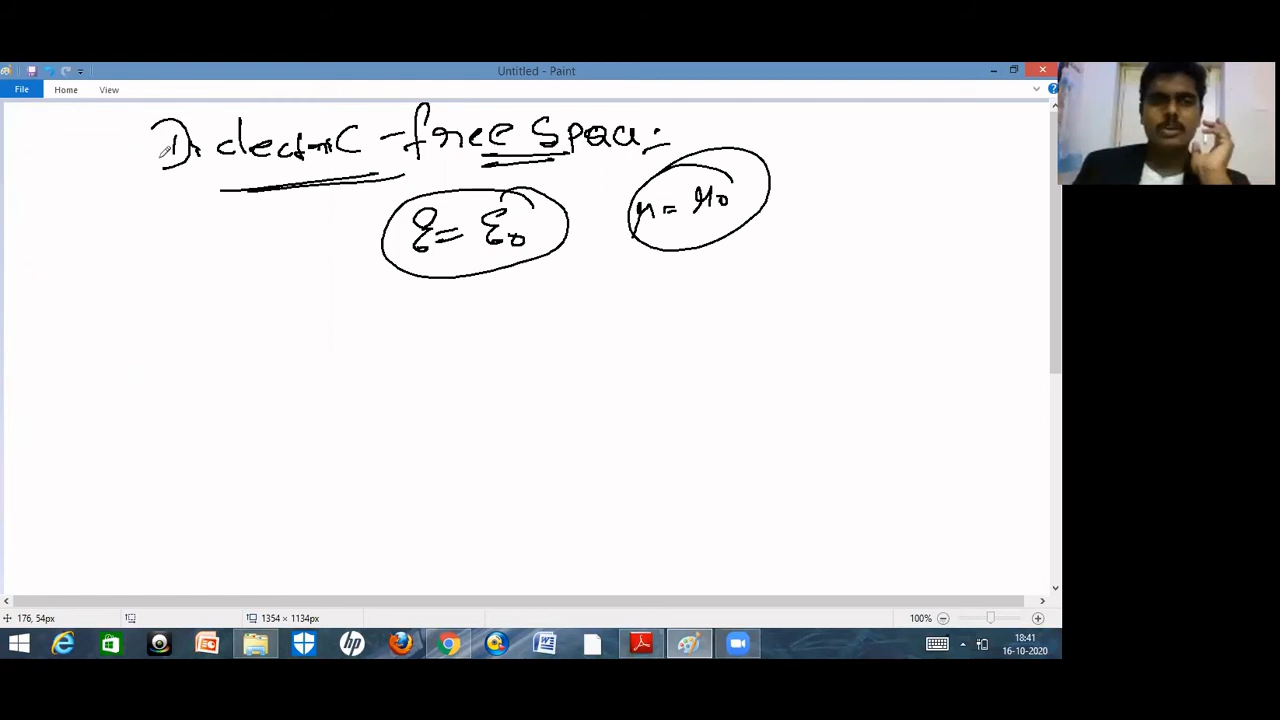 Untitled - Paint
File Home View
Dielectric - free Space:
ε = ε0 μ = μ0
176, 54px 1354 × 1134px 100%
18:41
16-10-2020